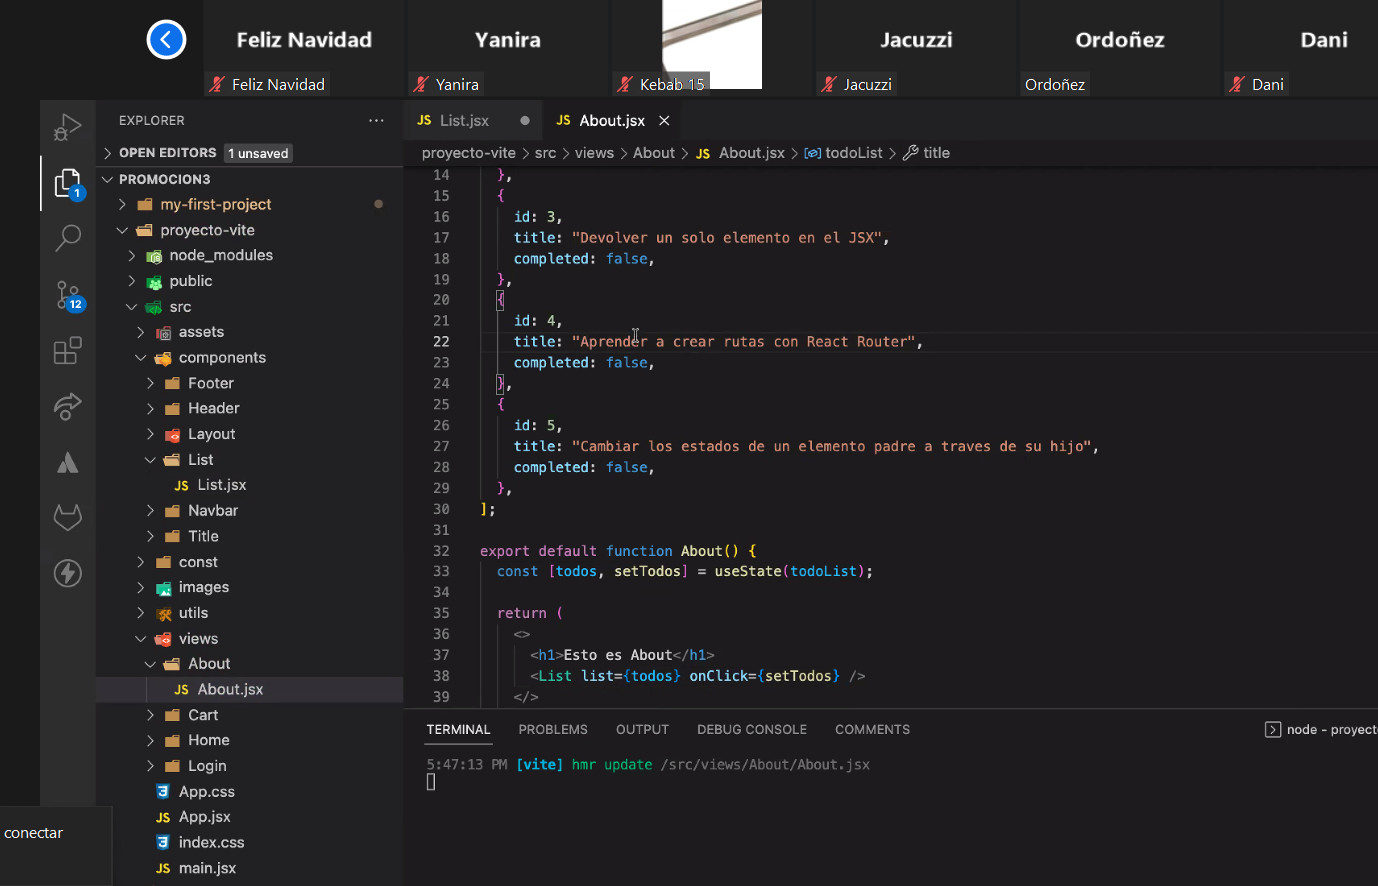 Feliz Navidad
Yanira
Jacuzzi
Ordoñez
Dani
Feliz Navidad
Yanira
Kebab 15
Jacuzzi
Ordoñez
Dani
EXPLORER
OPEN EDITORS 1 unsaved
PROMOCION3
my-first-project
proyecto-vite
node_modules
public
src
assets
components
Footer
Header
Layout
List
JS List.jsx
Navbar
Title
const
images
utils
views
About
JS About.jsx
Cart
Home
Login
App.css
JS App.jsx
index.css
JS main.jsx
1
12
conectar
JS List.jsx
JS About.jsx
proyecto-vite > src > views > About > JS About.jsx > todoList > title
14 },
15 {
16 id: 3,
17 title: "Devolver un solo elemento en el JSX",
18 completed: false,
19 },
20 {
21 id: 4,
22 title: "Aprender a crear rutas con React Router",
23 completed: false,
24 },
25 {
26 id: 5,
27 title: "Cambiar los estados de un elemento padre a traves de su hijo",
28 completed: false,
29 },
30 ];
31
32 export default function About() {
33 const [todos, setTodos] = useState(todoList);
34
35 return (
36 <>
37 <h1>Esto es About</h1>
38 <List list={todos} onClick={setTodos} />
39 </>
TERMINAL PROBLEMS OUTPUT DEBUG CONSOLE COMMENTS
node - proyect
5:47:13 PM [vite] hmr update /src/views/About/About.jsx